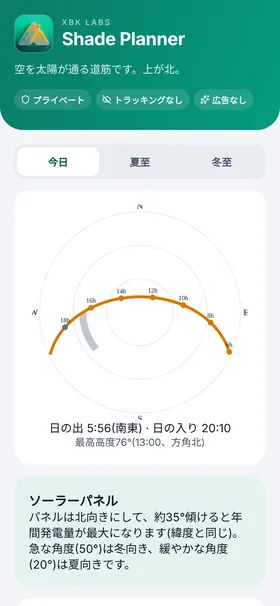 XBK LABS
Shade Planner
空を太陽が通る道筋です。上が北。
プライベート
トラッキングなし
広告なし
今日
夏至
冬至
N
16h
14h
12h
10h
18h
8h
6h
W
E
S
日の出 5:56(南東) · 日の入り 20:10
最高高度76°(13:00、方角北)
ソーラーパネル
パネルは北向きにして、約35°傾けると年
間発電量が最大になります(緯度と同じ)。
急な角度(50°)は冬向き、緩やかな角度
(20°)は夏向きです。